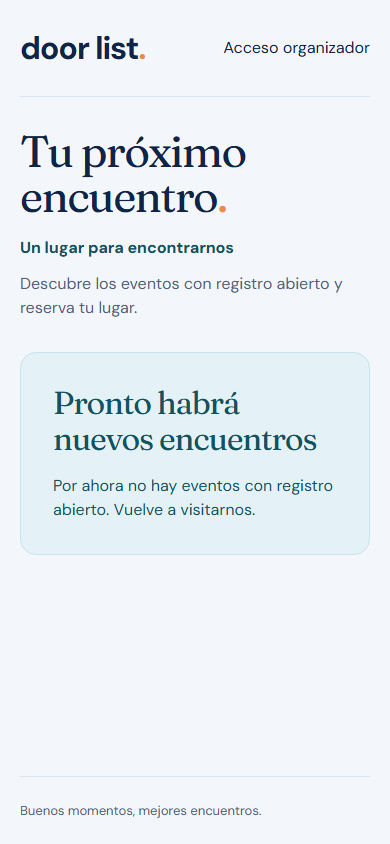 door list.
Acceso organizador
Tu próximo
encuentro.
Un lugar para encontrarnos
Descubre los eventos con registro abierto y
reserva tu lugar.
Pronto habrá
nuevos encuentros
Por ahora no hay eventos con registro
abierto. Vuelve a visitarnos.
Buenos momentos, mejores encuentros.